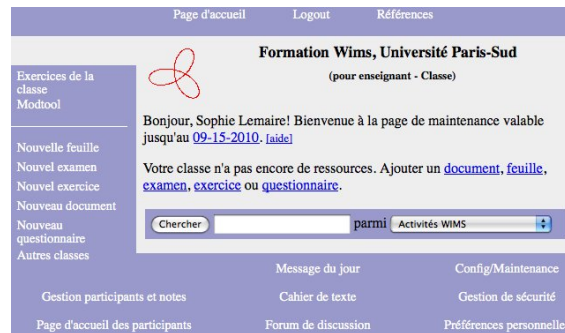 Page d'accueil Logout Références
Formation Wims, Université Paris-Sud
(pour enseignant - Classe)
Exercices de la
classe
Modtool
Nouvelle feuille
Nouvel examen
Nouvel exercice
Nouveau document
Nouveau
questionnaire
Autres classes
Bonjour, Sophie Lemaire! Bienvenue à la page de maintenance valable
jusqu'au 09-15-2010. [aide]
Votre classe n'a pas encore de ressources. Ajouter un document, feuille,
examen, exercice ou questionnaire.
Chercher parmi Activités WIMS
Message du jour Config/Maintenance
Gestion participants et notes Cahier de texte Gestion de sécurité
Page d'accueil des participants Forum de discussion Préférences personnelle